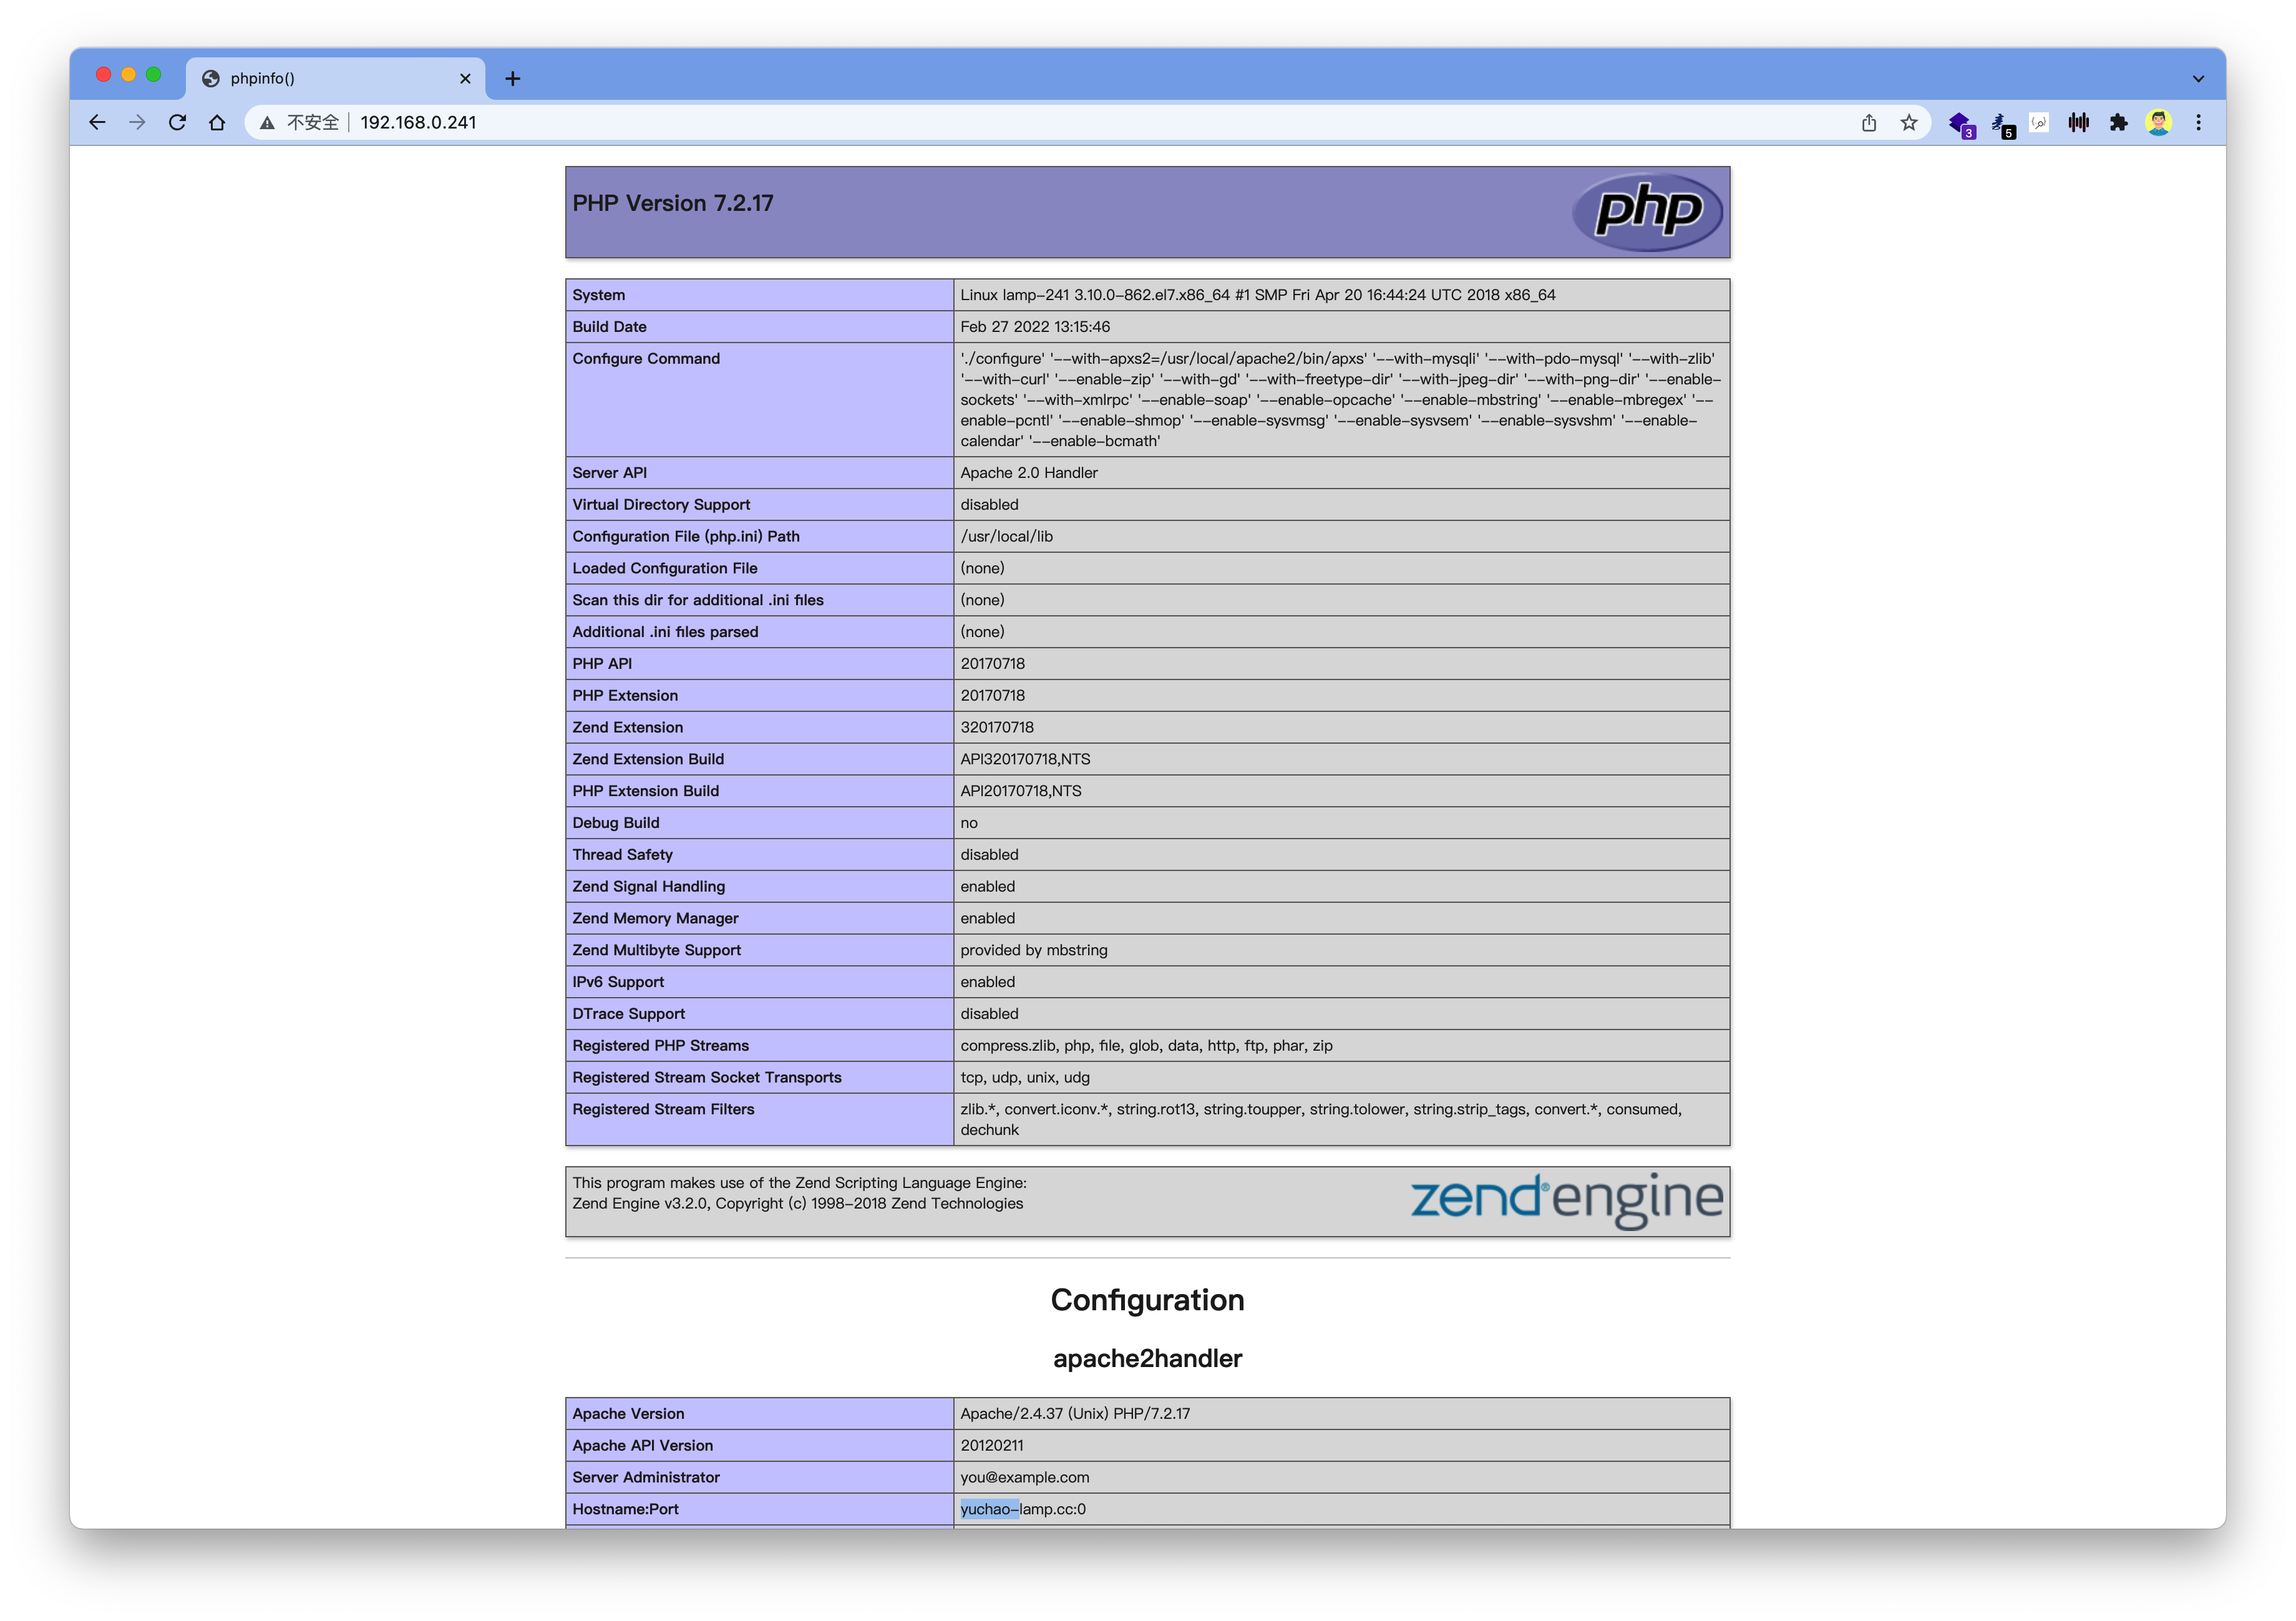 phpinfo()
不安全 192.168.0.241
3
5
PHP Version 7.2.17
php
System Linux lamp-241 3.10.0-862.el7.x86_64 #1 SMP Fri Apr 20 16:44:24 UTC 2018 x86_64
Build Date Feb 27 2022 13:15:46
Configure Command './configure' '--with-apxs2=/usr/local/apache2/bin/apxs' '--with-mysqli' '--with-pdo-mysql' '--with-zlib'
'--with-curl' '--enable-zip' '--with-gd' '--with-freetype-dir' '--with-jpeg-dir' '--with-png-dir' '--enable-
sockets' '--with-xmlrpc' '--enable-soap' '--enable-opcache' '--enable-mbstring' '--enable-mbregex' '--
enable-pcntl' '--enable-shmop' '--enable-sysvmsg' '--enable-sysvsem' '--enable-sysvshm' '--enable-
calendar' '--enable-bcmath'
Server API Apache 2.0 Handler
Virtual Directory Support disabled
Configuration File (php.ini) Path /usr/local/lib
Loaded Configuration File (none)
Scan this dir for additional .ini files (none)
Additional .ini files parsed (none)
PHP API 20170718
PHP Extension 20170718
Zend Extension 320170718
Zend Extension Build API320170718,NTS
PHP Extension Build API20170718,NTS
Debug Build no
Thread Safety disabled
Zend Signal Handling enabled
Zend Memory Manager enabled
Zend Multibyte Support provided by mbstring
IPv6 Support enabled
DTrace Support disabled
Registered PHP Streams compress.zlib, php, file, glob, data, http, ftp, phar, zip
Registered Stream Socket Transports tcp, udp, unix, udg
Registered Stream Filters zlib.*, convert.iconv.*, string.rot13, string.toupper, string.tolower, string.strip_tags, convert.*, consumed,
dechunk
This program makes use of the Zend Scripting Language Engine:
Zend Engine v3.2.0, Copyright (c) 1998-2018 Zend Technologies
zend® engine
Configuration
apache2handler
Apache Version Apache/2.4.37 (Unix) PHP/7.2.17
Apache API Version 20120211
Server Administrator you@example.com
Hostname:Port yuchao-lamp.cc:0